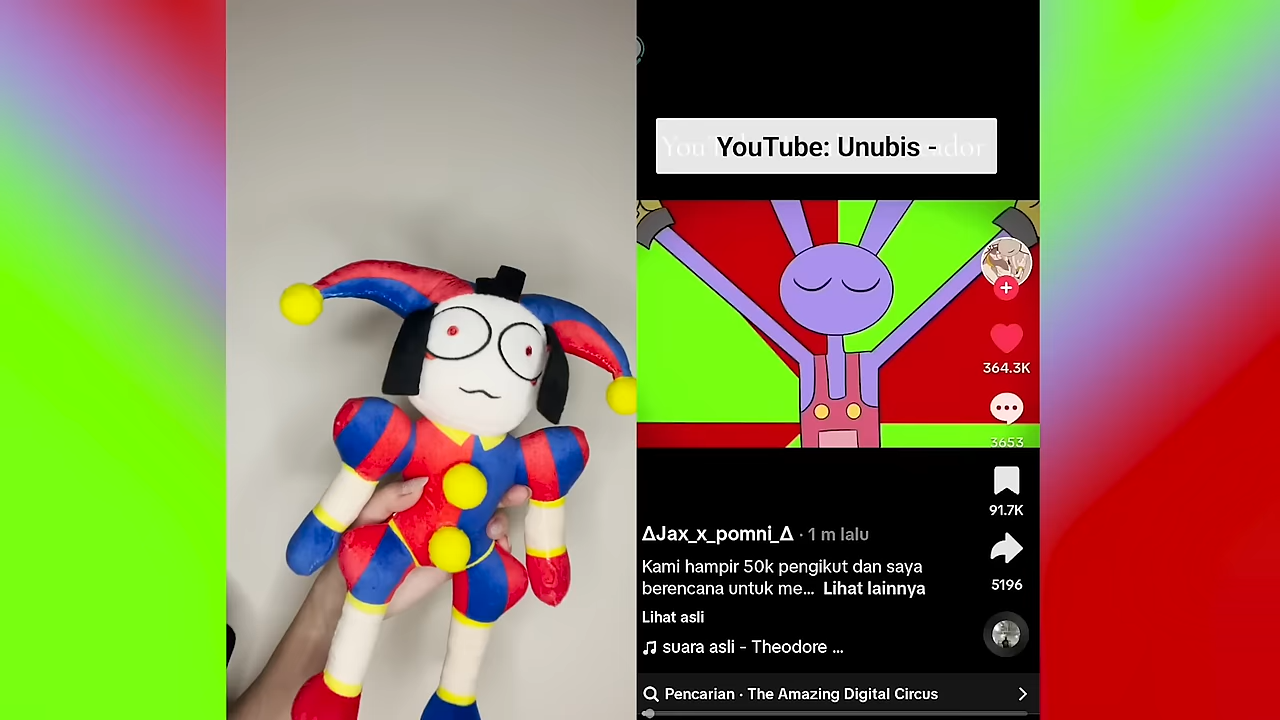 YouTube: Unubis -
364.3K
3653
91.7K
ΔJax_x_pomni_Δ · 1 m lalu
Kami hampir 50k pengikut dan saya
berencana untuk me... Lihat lainnya
5196
Lihat asli
suara asli - Theodore ...
Pencarian · The Amazing Digital Circus